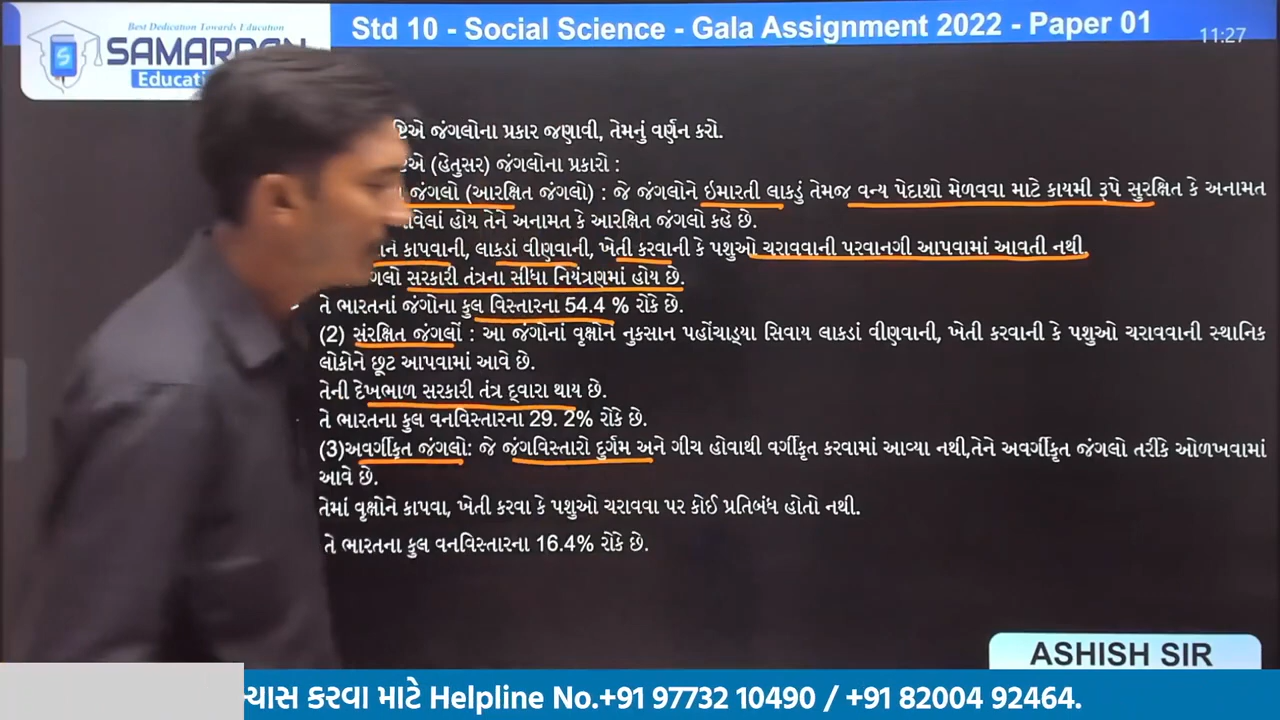 Best Dedication Towards Education
Std 10 - Social Science - Gala Assignment 2022 - Paper 01
11:27
જંગલોના પ્રકાર જણાવી, તેમનું વર્ણન કરો.
(હેતુસર) જંગલોના પ્રકારો :
જંગલો (આરક્ષિત જંગલો) : જે જંગલોને ઇમારતી લાકડું તેમજ વન્ય પેદાશો મેળવવા માટે કાયમી રૂપે સુરક્ષિત કે અનામત
હોય તેને અનામત કે આરક્ષિત જંગલો કહે છે.
કાપવાની, લાકડાં વીણવાની, ખેતી કરવાની કે પશુઓ ચરાવવાની પરવાનગી આપવામાં આવતી નથી.
સરકારી તંત્રના સીધા નિયંત્રણમાં હોય છે.
તે ભારતનાં જંગોના કુલ વિસ્તારના 54.4 % રોકે છે.
(2) સંરક્ષિત જંગલો : આ જંગોનાં વૃક્ષોને નુકસાન પહોંચાડ્યા સિવાય લાકડાં વીણવાની, ખેતી કરવાની કે પશુઓ ચરાવવાની સ્થાનિક
લોકોને છૂટ આપવામાં આવે છે.
તેની દેખભાળ સરકારી તંત્ર દ્વારા થાય છે.
તે ભારતના કુલ વનવિસ્તારના 29. 2% રોકે છે.
(3)અવર્ગીકૃત જંગલો: જે જંગવિસ્તારો દુર્ગમ અને ગીચ હોવાથી વર્ગીકૃત કરવામાં આવ્યા નથી,તેને અવર્ગીકૃત જંગલો તરીકે ઓળખવામાં
આવે છે.
તેમાં વૃક્ષોને કાપવા, ખેતી કરવા કે પશુઓ ચરાવવા પર કોઈ પ્રતિબંધ હોતો નથી.
તે ભારતના કુલ વનવિસ્તારના 16.4% રોકે છે.
ASHISH SIR
કરવા માટે Helpline No.+91 97732 10490 / +91 82004 92464.